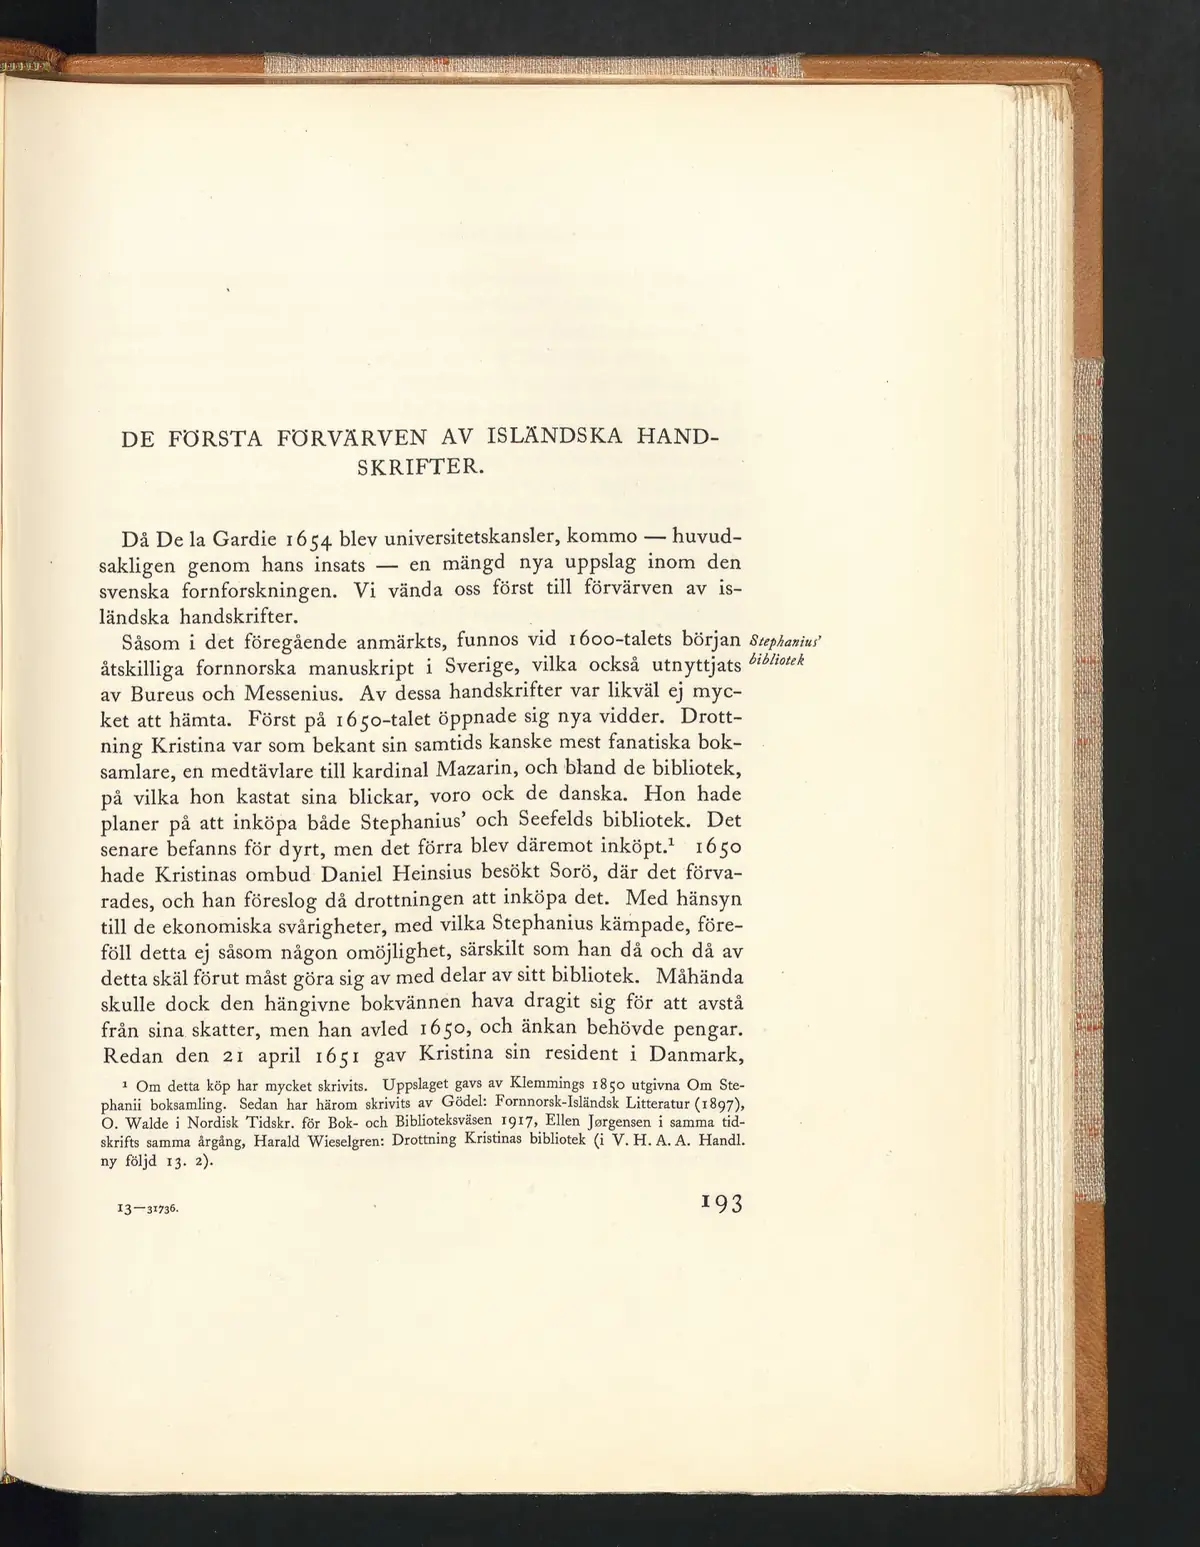 DE FÖRSTA FÖRVÄRVEN AV ISLÄNDSKA HAND-
SKRIFTER.
Då De la Gardie 1654 blev universitetskansler, kommo — huvud-
sakligen genom hans insats — en mängd nya uppslag inom den
svenska fornforskningen. Vi vända oss först till förvärven av is-
ländska handskrifter.
Såsom i det föregående anmärkts, funnos vid 1600-talets början
åtskilliga fornnorska manuskript i Sverige, vilka också utnyttjats
av Bureus och Messenius. Av dessa handskrifter var likväl ej myc-
ket att hämta. Först på 1650-talet öppnade sig nya vidder. Drott-
ning Kristina var som bekant sin samtids kanske mest fanatiska bok-
samlare, en medtävlare till kardinal Mazarin, och bland de bibliotek,
på vilka hon kastat sina blickar, voro ock de danska. Hon hade
planer på att inköpa både Stephanius’ och Seefelds bibliotek. Det
senare befanns för dyrt, men det förra blev däremot inköpt.¹ 1650
hade Kristinas ombud Daniel Heinsius besökt Sorö, där det förva-
rades, och han föreslog då drottningen att inköpa det. Med hänsyn
till de ekonomiska svårigheter, med vilka Stephanius kämpade, före-
föll detta ej såsom någon omöjlighet, särskilt som han då och då av
detta skäl förut måst göra sig av med delar av sitt bibliotek. Måhända
skulle dock den hängivne bokvännen hava dragit sig för att avstå
från sina skatter, men han avled 1650, och änkan behövde pengar.
Redan den 21 april 1651 gav Kristina sin resident i Danmark,
Stephanius’
bibliotek
¹ Om detta köp har mycket skrivits. Uppslaget gavs av Klemmings 1850 utgivna Om Ste-
phanii boksamling. Sedan har härom skrivits av Gödel: Fornnorsk-Isländsk Litteratur (1897),
O. Walde i Nordisk Tidskr. för Bok- och Biblioteksväsen 1917, Ellen Jørgensen i samma tid-
skrifts samma årgång, Harald Wieselgren: Drottning Kristinas bibliotek (i V. H. A. A. Handl.
ny följd 13. 2).
13—31736.
193